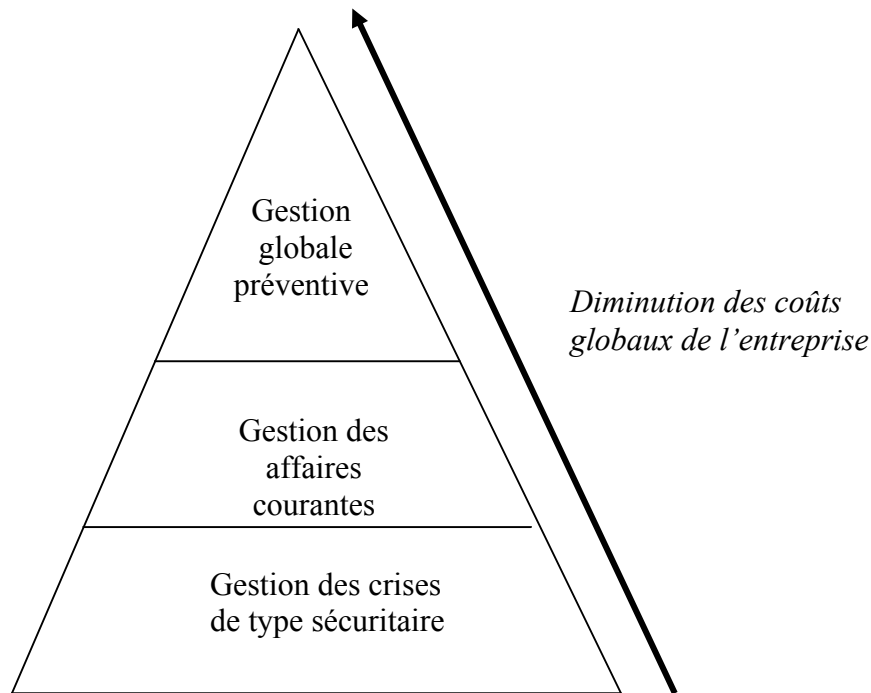 Gestion
globale
préventive
Diminution des coûts
globaux de l’entreprise
Gestion des
affaires
courantes
Gestion des crises
de type sécuritaire